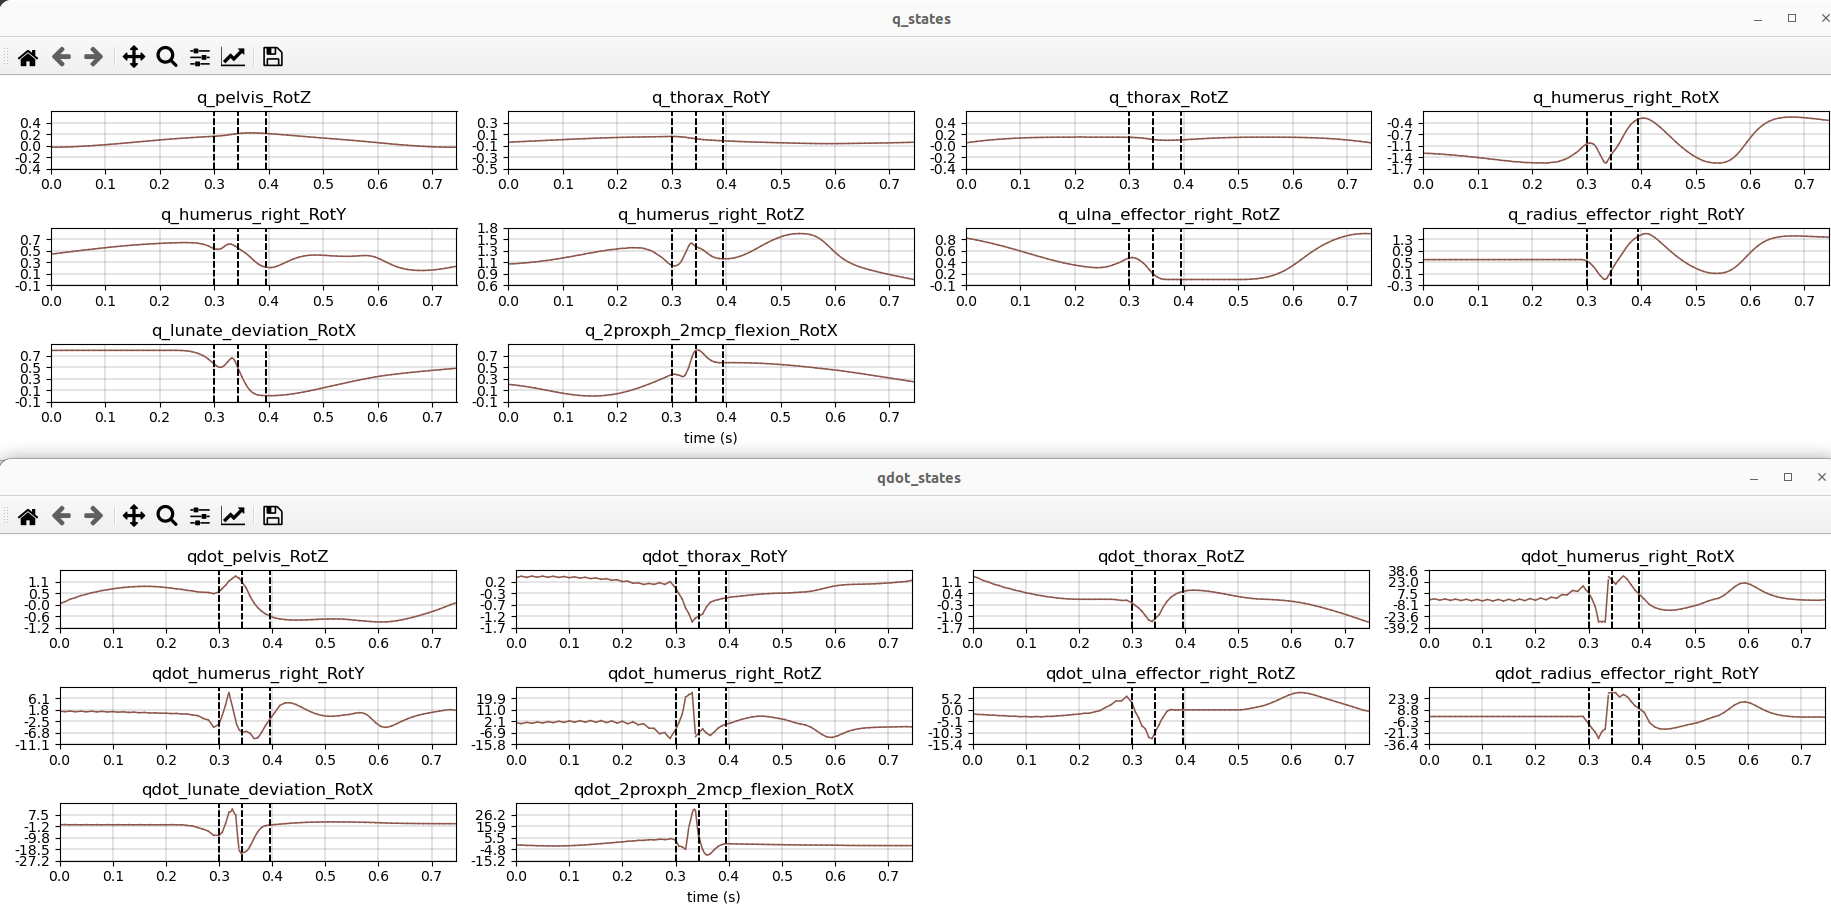 q_states
q_pelvis_RotZ q_thorax_RotY q_thorax_RotZ q_humerus_right_RotX
0.4 0.3 0.4 -0.4
0.2 0.1 0.2 -0.7
0.0 -0.1 -0.0 -1.1
-0.2 -0.3 -0.2 -1.4
-0.4 -0.5 -0.4 -1.7
0.0 0.1 0.2 0.3 0.4 0.5 0.6 0.7 0.0 0.1 0.2 0.3 0.4 0.5 0.6 0.7 0.0 0.1 0.2 0.3 0.4 0.5 0.6 0.7 0.0 0.1 0.2 0.3 0.4 0.5 0.6 0.7
q_humerus_right_RotY q_humerus_right_RotZ q_ulna_effector_right_RotZ q_radius_effector_right_RotY
1.8
0.7 1.5 0.8 1.3
0.5 1.3 0.6 0.9
0.3 1.1 0.4 0.5
0.1 0.9 0.2 0.1
-0.1 0.6 -0.1 -0.3
0.0 0.1 0.2 0.3 0.4 0.5 0.6 0.7 0.0 0.1 0.2 0.3 0.4 0.5 0.6 0.7 0.0 0.1 0.2 0.3 0.4 0.5 0.6 0.7 0.0 0.1 0.2 0.3 0.4 0.5 0.6 0.7
q_lunate_deviation_RotX q_2proxph_2mcp_flexion_RotX
0.7 0.7
0.5 0.5
0.3 0.3
0.1 0.1
-0.1 -0.1
0.0 0.1 0.2 0.3 0.4 0.5 0.6 0.7 0.0 0.1 0.2 0.3 0.4 0.5 0.6 0.7
time (s)
qdot_states
qdot_pelvis_RotZ qdot_thorax_RotY qdot_thorax_RotZ qdot_humerus_right_RotX
38.6
1.1 0.2 1.1 23.0
0.5 -0.3 0.4 7.5
-0.0 -0.7 -0.3 -8.1
-0.6 -1.2 -1.0 -23.6
-1.2 -1.7 -1.7 -39.2
0.0 0.1 0.2 0.3 0.4 0.5 0.6 0.7 0.0 0.1 0.2 0.3 0.4 0.5 0.6 0.7 0.0 0.1 0.2 0.3 0.4 0.5 0.6 0.7 0.0 0.1 0.2 0.3 0.4 0.5 0.6 0.7
qdot_humerus_right_RotY qdot_humerus_right_RotZ qdot_ulna_effector_right_RotZ qdot_radius_effector_right_RotY
6.1 19.9 5.2 23.9
1.8 11.0 0.0 8.8
-2.5 2.1 -5.1 -6.3
-6.8 -6.9 -10.3 -21.3
-11.1 -15.8 -15.4 -36.4
0.0 0.1 0.2 0.3 0.4 0.5 0.6 0.7 0.0 0.1 0.2 0.3 0.4 0.5 0.6 0.7 0.0 0.1 0.2 0.3 0.4 0.5 0.6 0.7 0.0 0.1 0.2 0.3 0.4 0.5 0.6 0.7
qdot_lunate_deviation_RotX qdot_2proxph_2mcp_flexion_RotX
7.5 26.2
-1.2 15.9
-9.8 5.5
-18.5 -4.8
-27.2 -15.2
0.0 0.1 0.2 0.3 0.4 0.5 0.6 0.7 0.0 0.1 0.2 0.3 0.4 0.5 0.6 0.7
time (s)